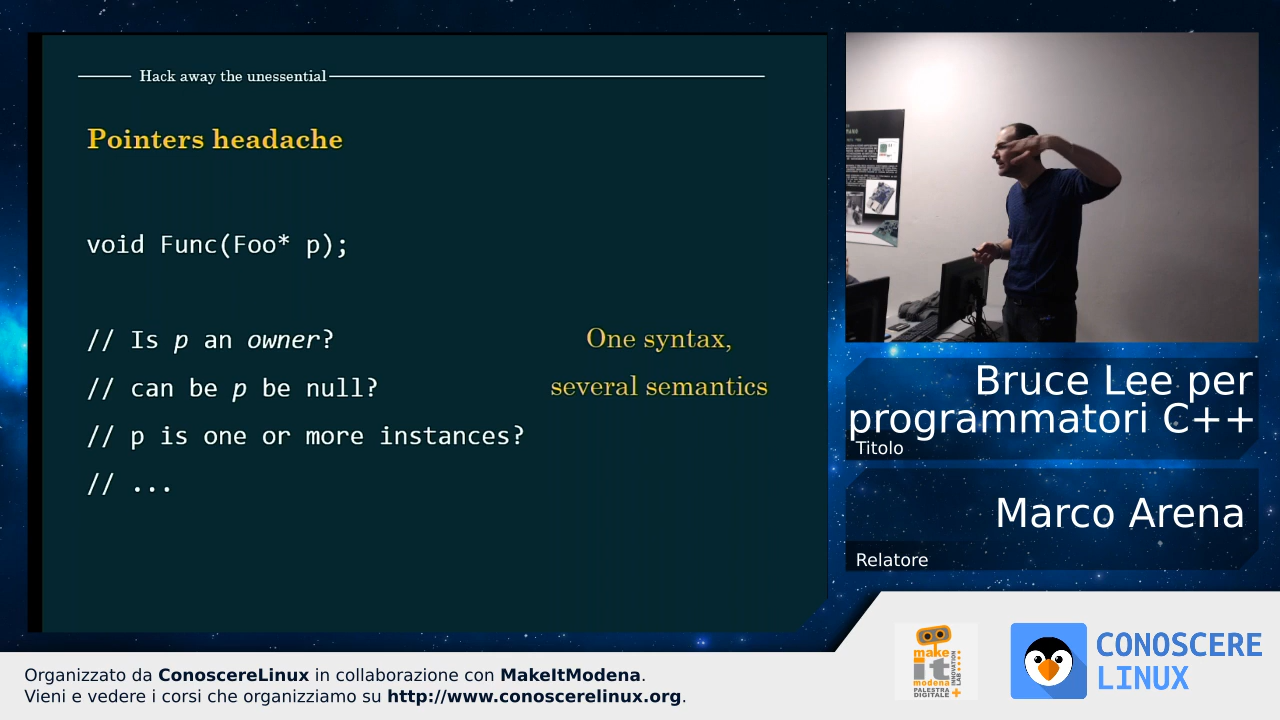 Hack away the unessential
Pointers headache
void Func(Foo* p);
// Is p an owner?
// can be p be null?
// p is one or more instances?
// ...
One syntax,
several semantics
Bruce Lee per
programmatori C++
Titolo
Marco Arena
Relatore
Organizzato da ConoscereLinux in collaborazione con MakeItModena.
Vieni e vedere i corsi che organizziamo su http://www.conoscerelinux.org.
make
it
modena
PALESTRA
DIGITALE
INNOVATION
LAB
CONOSCERE
LINUX